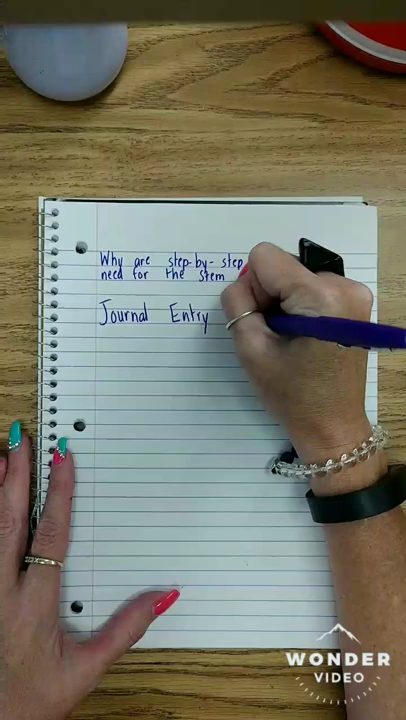 Why are step-by-step
need for the stem
Journal Entry
WONDER
VIDEO